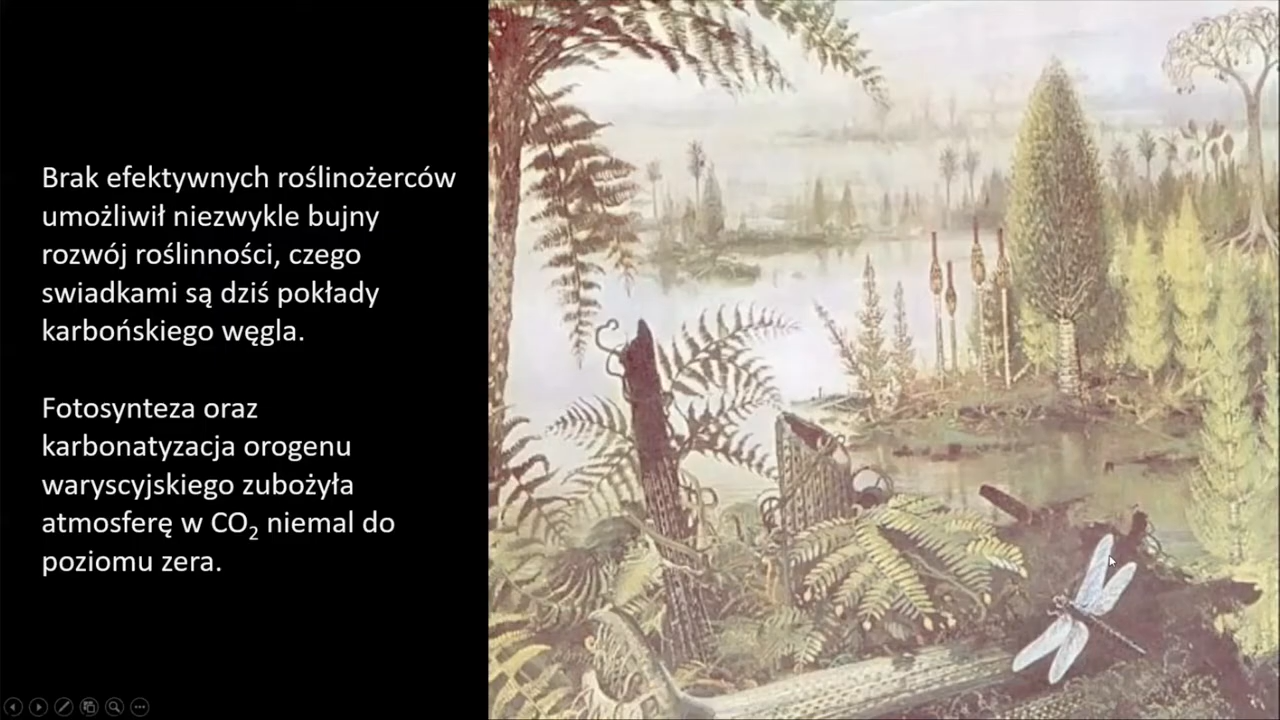 Brak efektywnych roślinożerców
umożliwił niezwykle bujny
rozwój roślinności, czego
swiadkami są dziś pokłady
karbońskiego węgla.
Fotosynteza oraz
karbonatyzacja orogenu
waryscyjskiego zubożyła
atmosferę w CO₂ niemal do
poziomu zera.